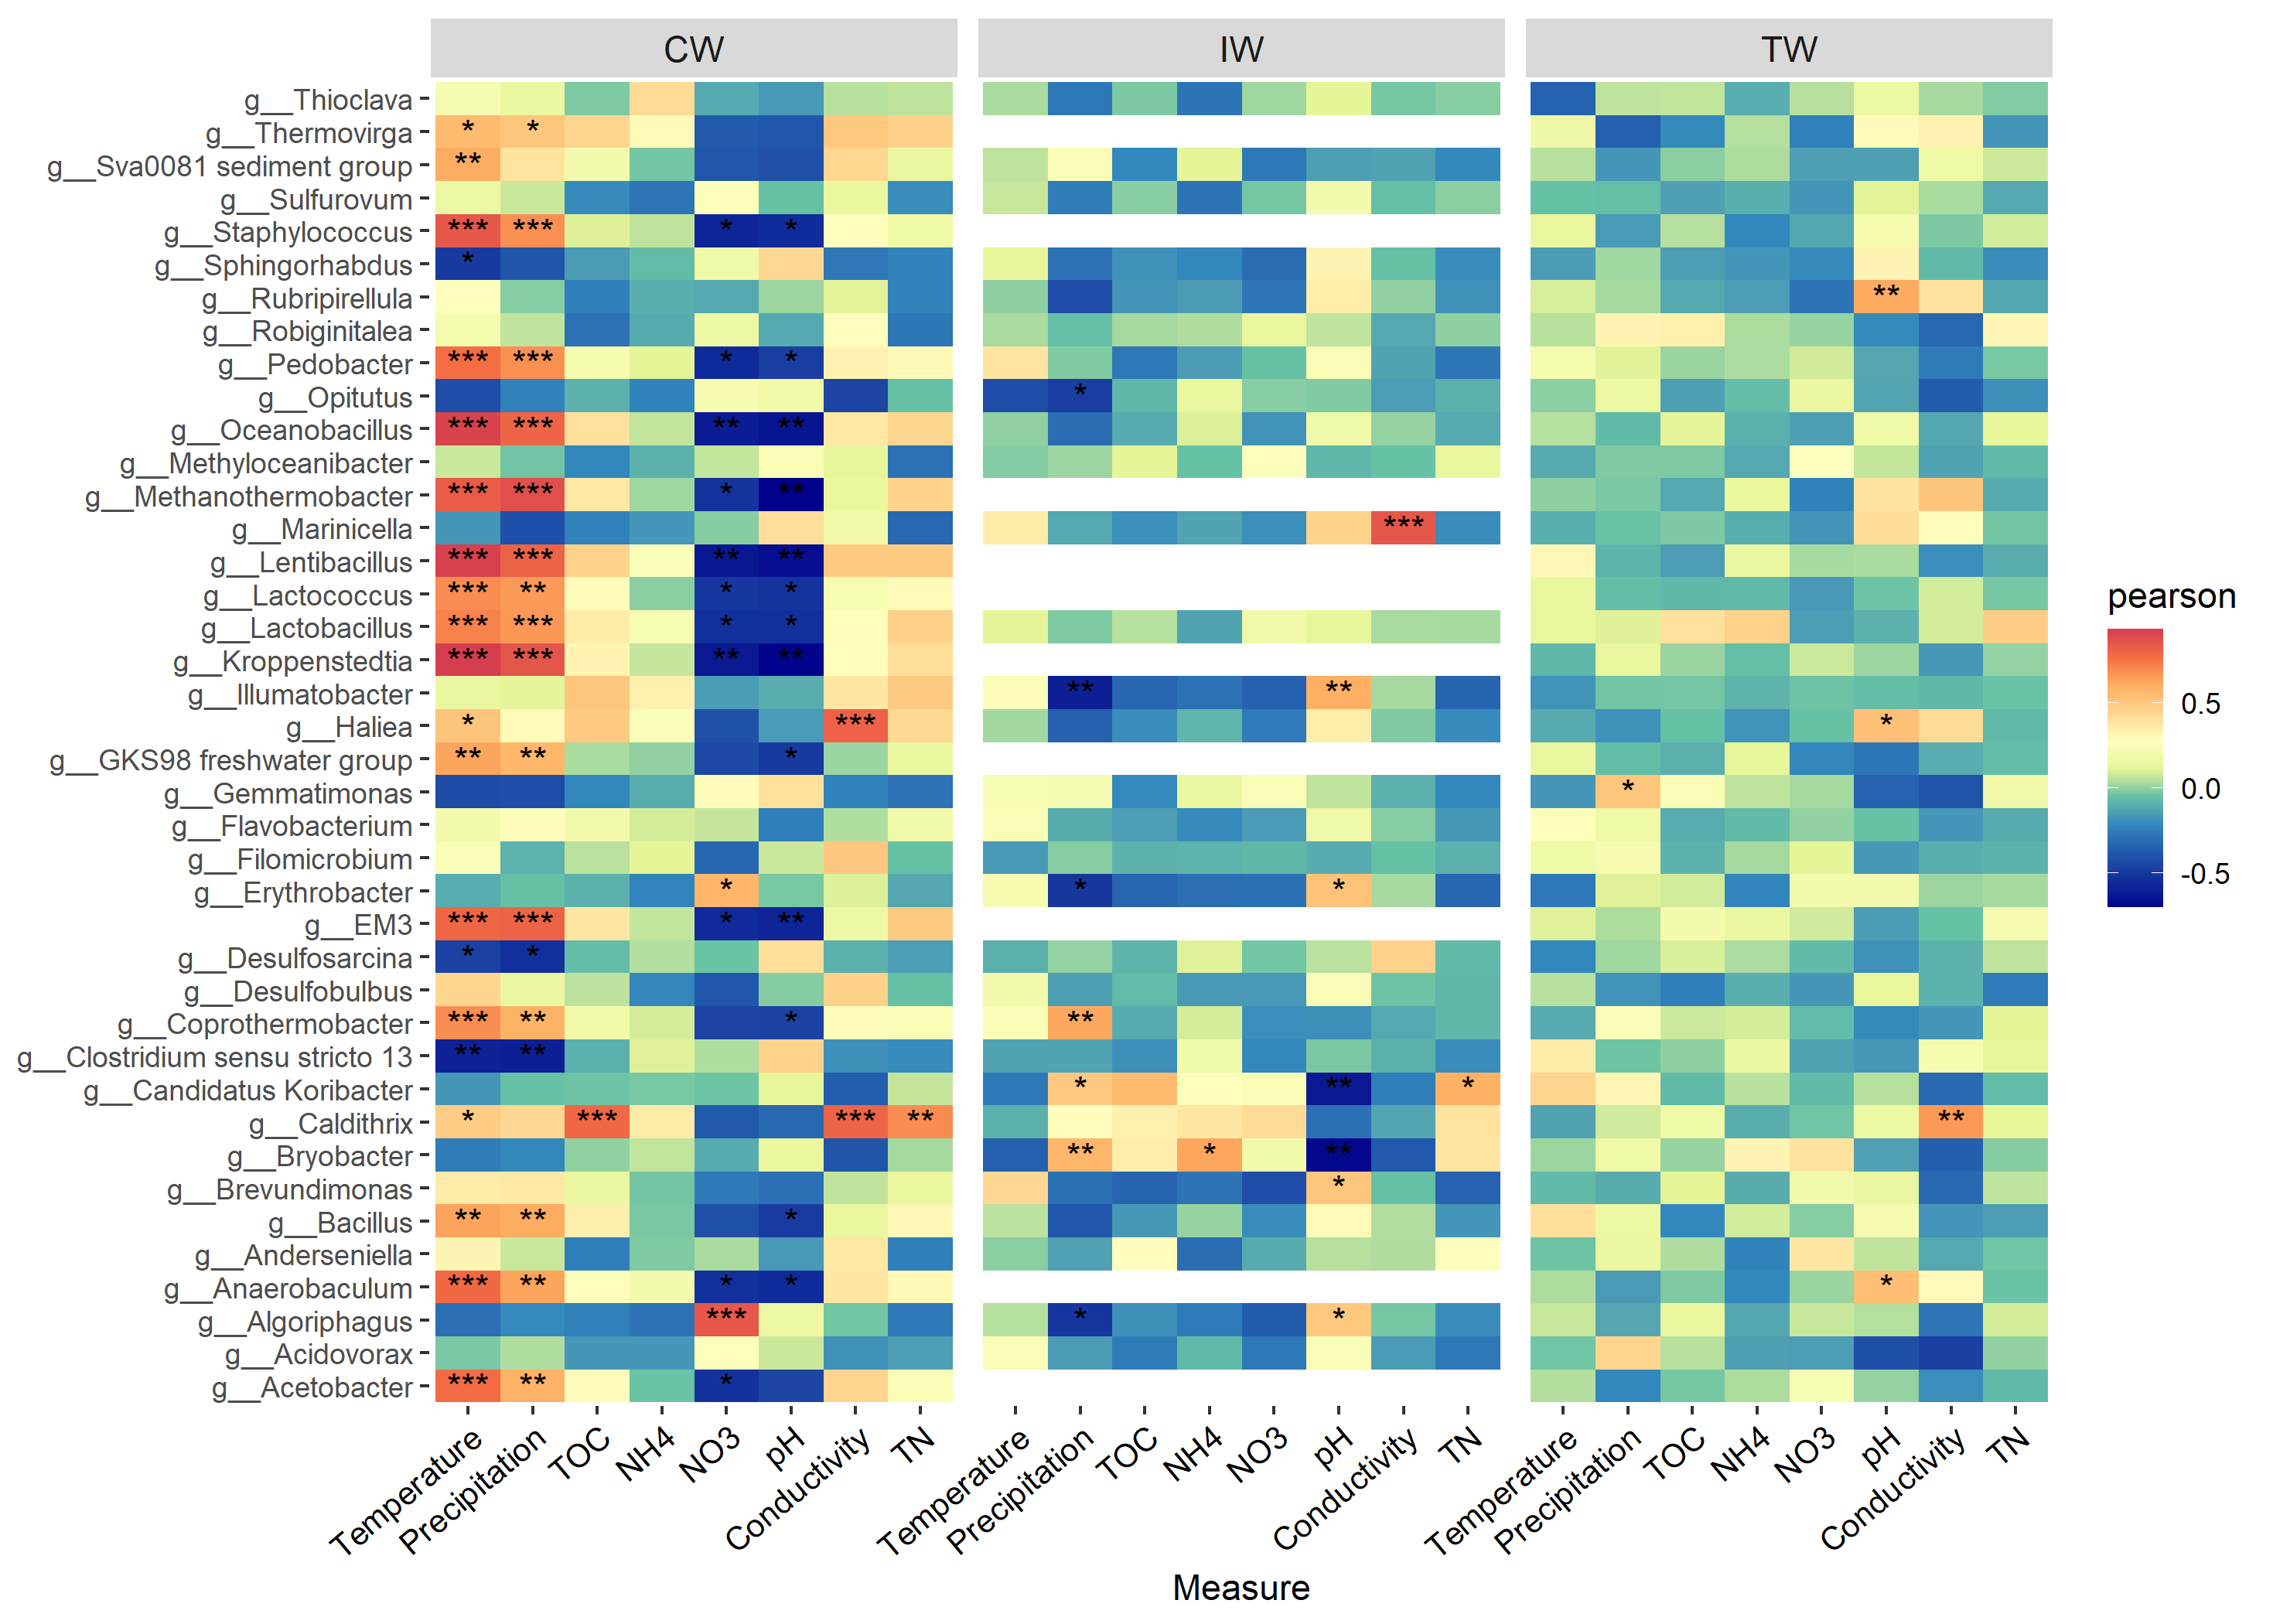 CW IW TW
g__Thioclava
g__Thermovirga * *
g__Sva0081 sediment group **
g__Sulfurovum
g__Staphylococcus *** *** * *
g__Sphingorhabdus *
g__Rubripirellula **
g__Robiginitalea
g__Pedobacter *** *** * *
g__Opitutus *
g__Oceanobacillus *** *** ** **
g__Methyloceanibacter
g__Methanothermobacter *** *** * **
g__Marinicella ***
g__Lentibacillus *** *** ** **
g__Lactococcus *** ** * *
g__Lactobacillus *** *** * *
g__Kroppenstedtia *** *** ** **
g__Illumatobacter ** **
g__Haliea * *** *
g__GKS98 freshwater group ** ** *
g__Gemmatimonas *
g__Flavobacterium
g__Filomicrobium
g__Erythrobacter * * *
g__EM3 *** *** * **
g__Desulfosarcina * *
g__Desulfobulbus
g__Coprothermobacter *** ** * **
g__Clostridium sensu stricto 13 ** **
g__Candidatus Koribacter * ** *
g__Caldithrix * *** *** ** **
g__Bryobacter ** * **
g__Brevundimonas *
g__Bacillus ** ** *
g__Anderseniella
g__Anaerobaculum *** ** * * *
g__Algoriphagus *** * *
g__Acidovorax
g__Acetobacter *** ** *
Temperature Precipitation TOC NH4 NO3 pH Conductivity TN
Temperature Precipitation TOC NH4 NO3 pH Conductivity TN
Temperature Precipitation TOC NH4 NO3 pH Conductivity TN
Measure
pearson
0.5
0.0
-0.5